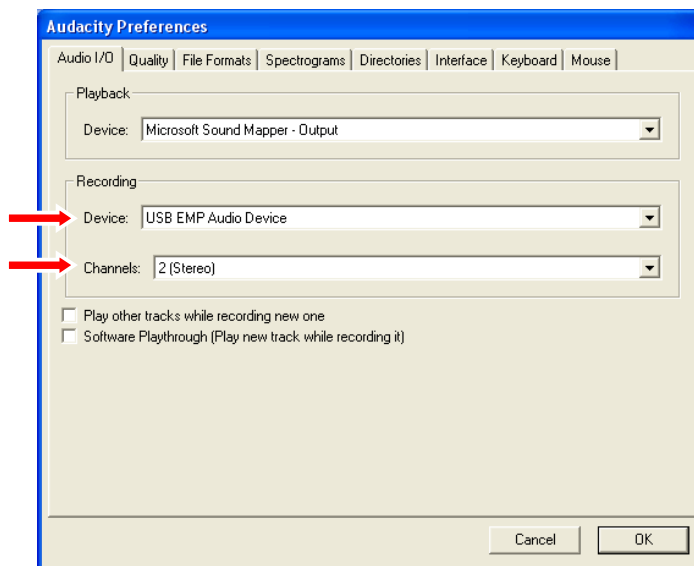 Audacity Preferences
Audio I/O Quality File Formats Spectrograms Directories Interface Keyboard Mouse
Playback
Device: Microsoft Sound Mapper - Output
Recording
Device: USB EMP Audio Device
Channels: 2 (Stereo)
Play other tracks while recording new one
Software Playthrough (Play new track while recording it)
Cancel OK